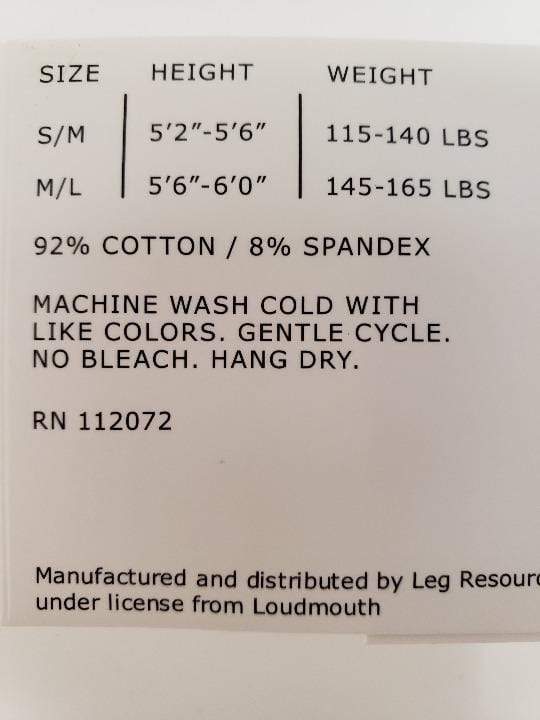 SIZE HEIGHT WEIGHT
S/M 5'2"-5'6" 115-140 LBS
M/L 5'6"-6'0" 145-165 LBS
92% COTTON / 8% SPANDEX
MACHINE WASH COLD WITH
LIKE COLORS. GENTLE CYCLE.
NO BLEACH. HANG DRY.
RN 112072
Manufactured and distributed by Leg
under license from Loudmouth